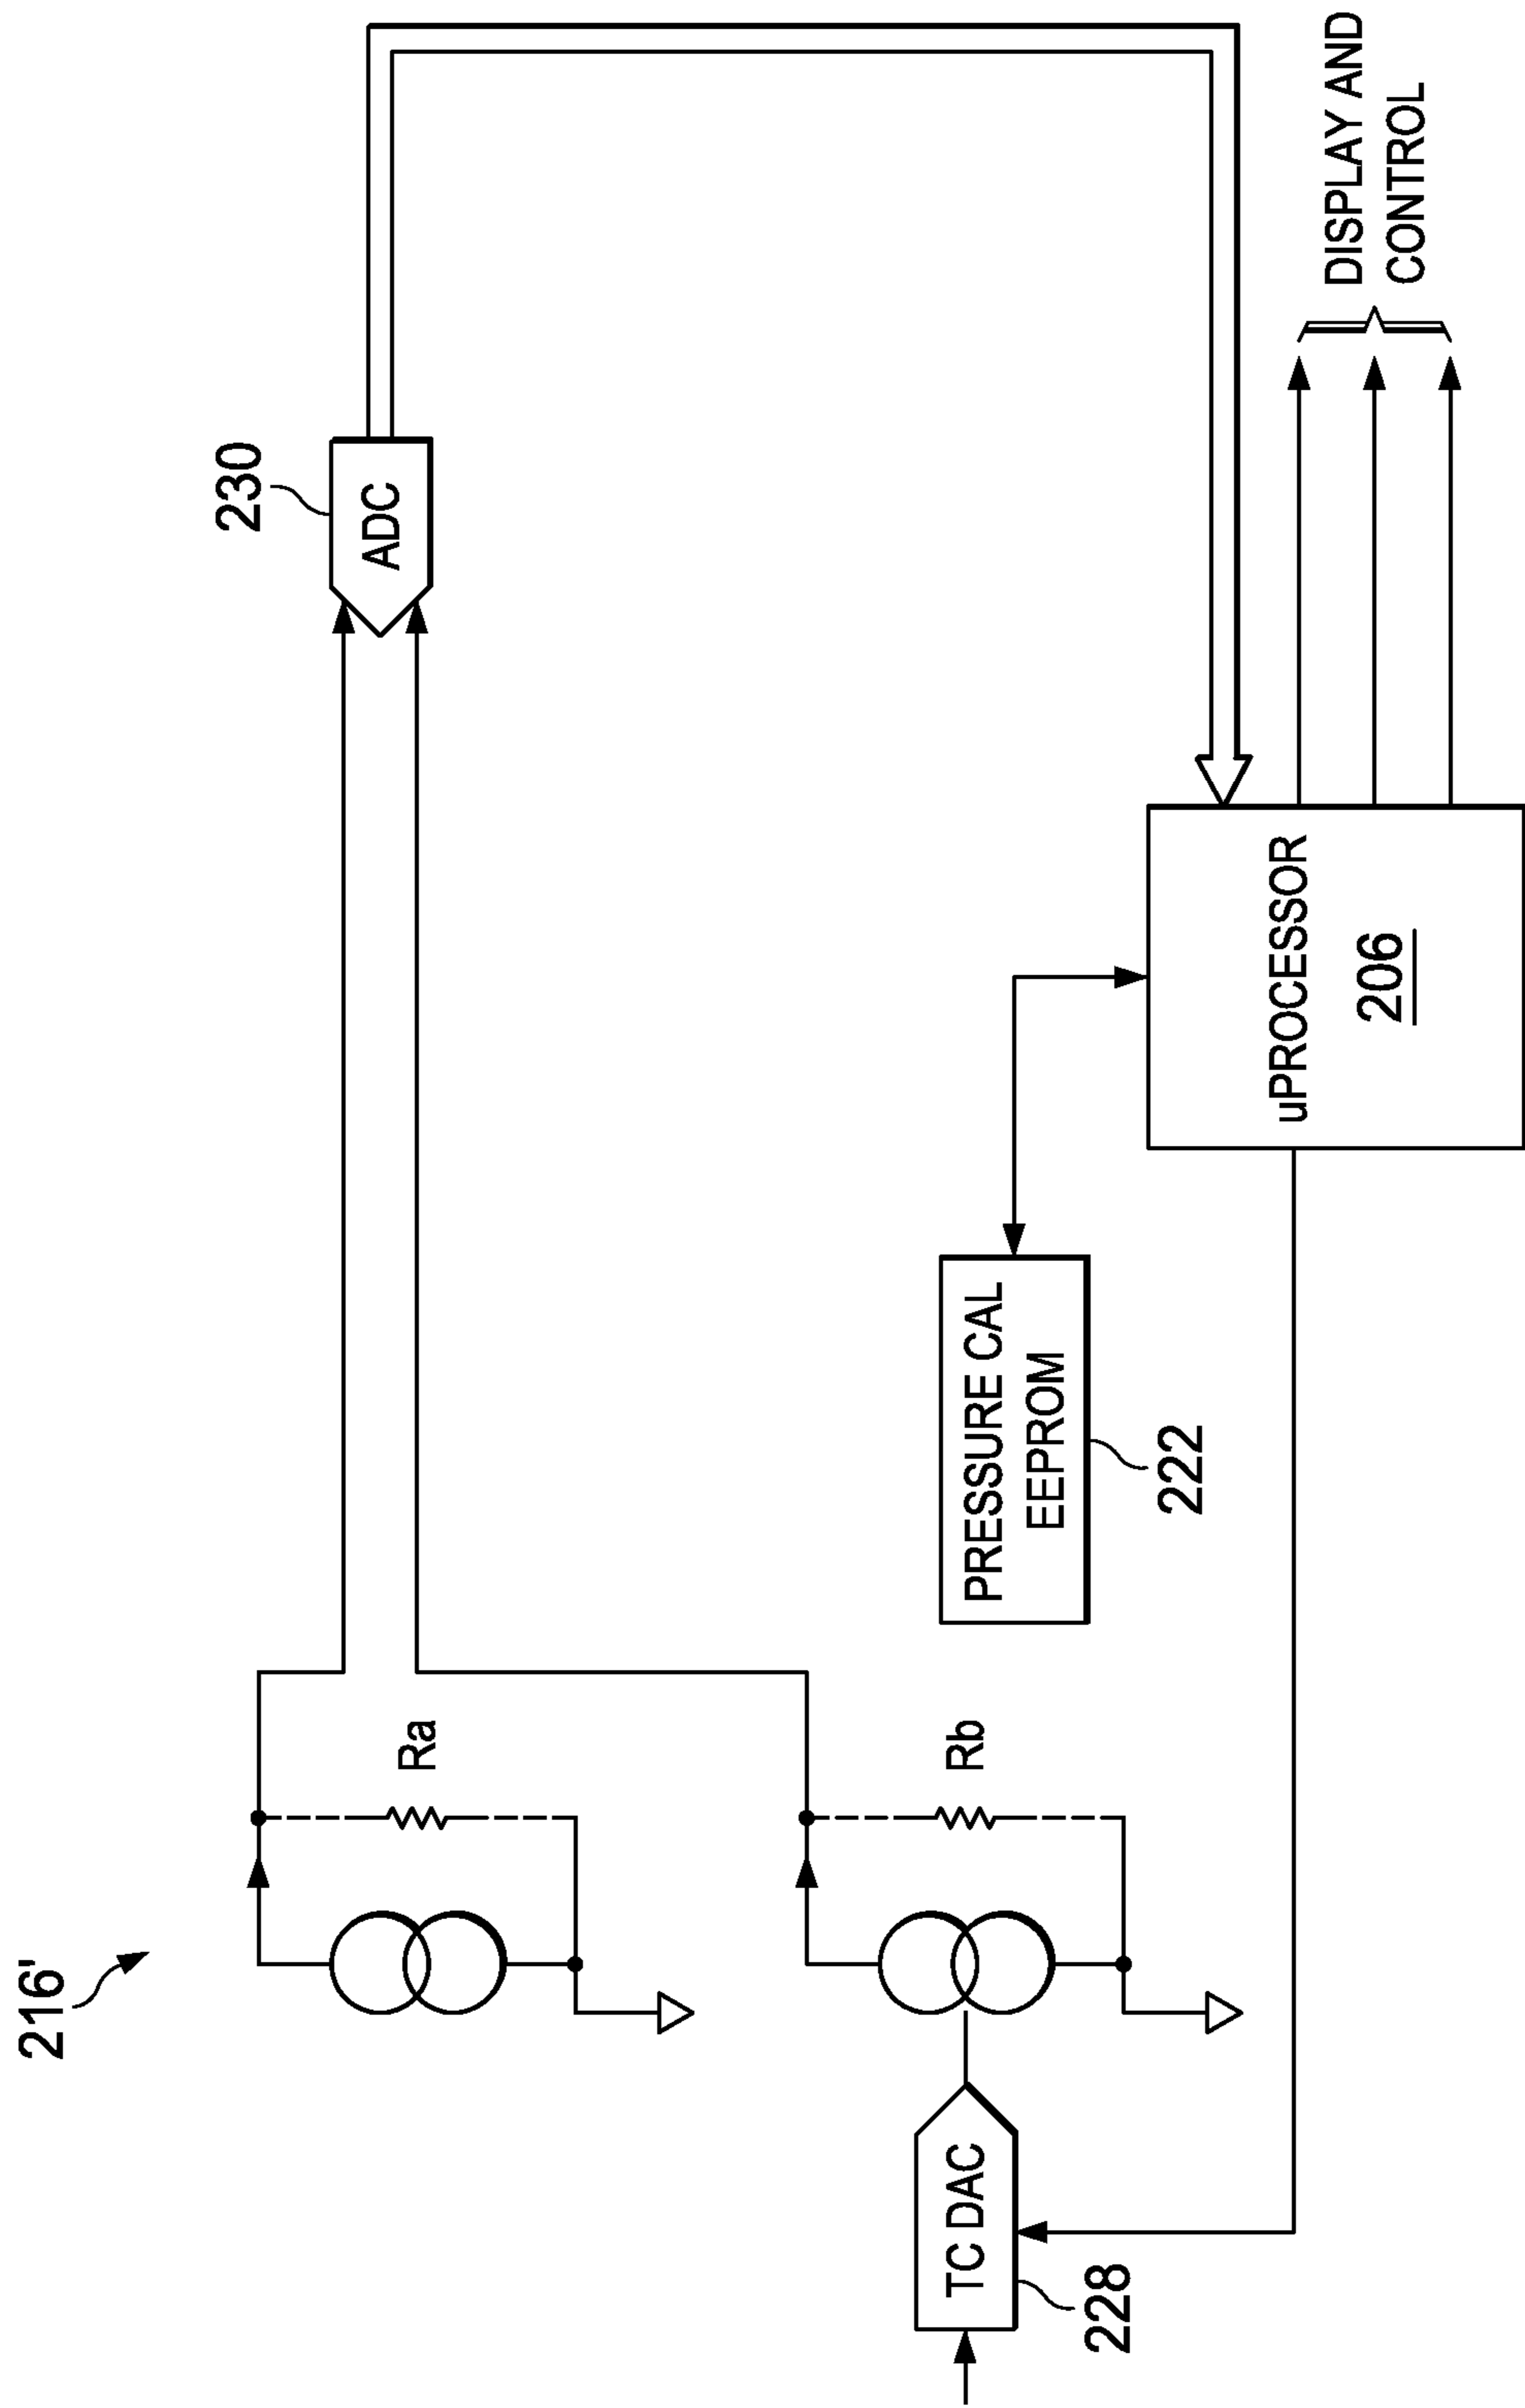 216'
230
ADC
Ra
Rb
TC DAC
228
PRESSURE CAL
EEPROM
222
uPROCESSOR
206
DISPLAY AND
CONTROL